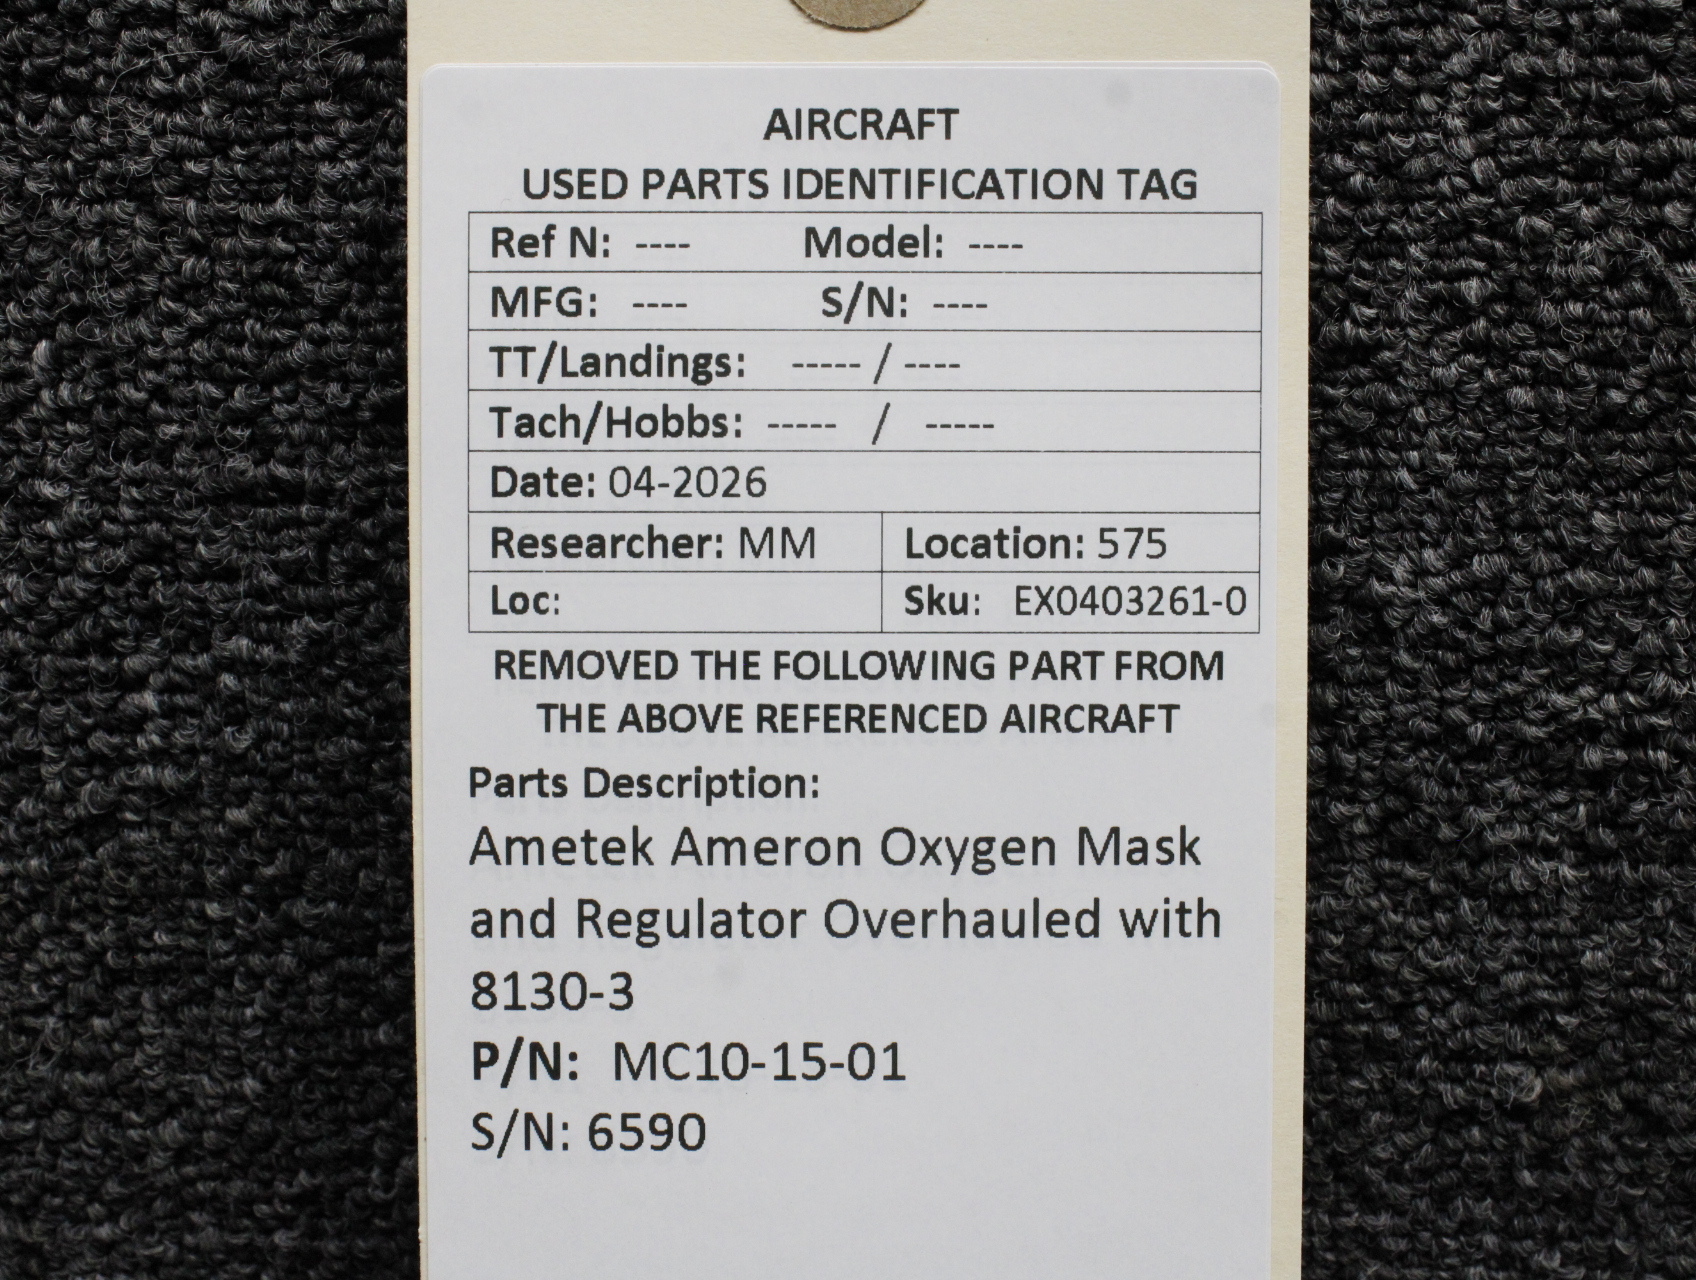 AIRCRAFT
USED PARTS IDENTIFICATION TAG
Ref N: ---- Model: ----
MFG: ---- S/N: ----
TT/Landings: ----- / ----
Tach/Hobbs: ----- / -----
Date: 04-2026
Researcher: MM Location: 575
Loc: Sku: EX0403261-0
REMOVED THE FOLLOWING PART FROM
THE ABOVE REFERENCED AIRCRAFT
Parts Description:
Ametek Ameron Oxygen Mask
and Regulator Overhauled with
8130-3
P/N: MC10-15-01
S/N: 6590